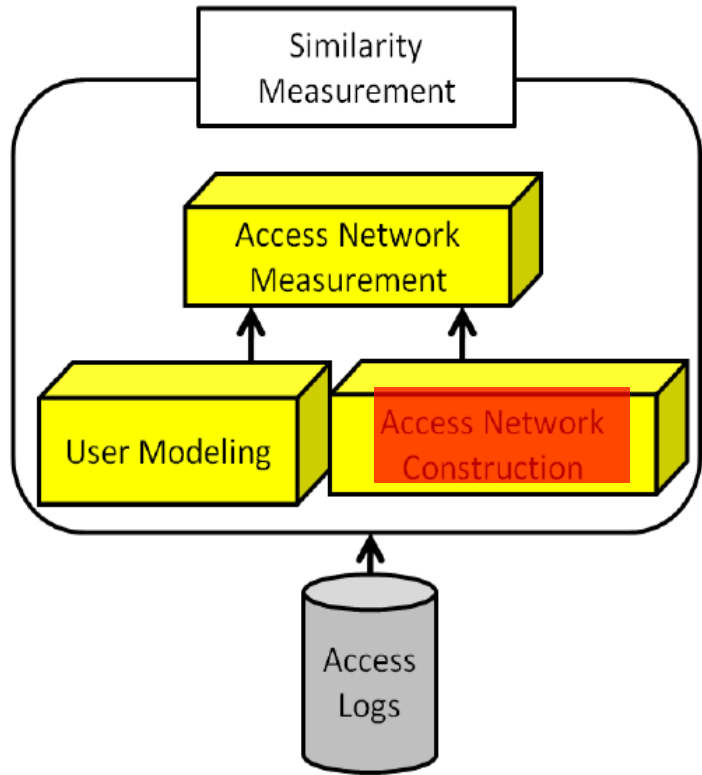 Similarity
Measurement
Access Network
Measurement
User Modeling
Access Network
Construction
Access
Logs